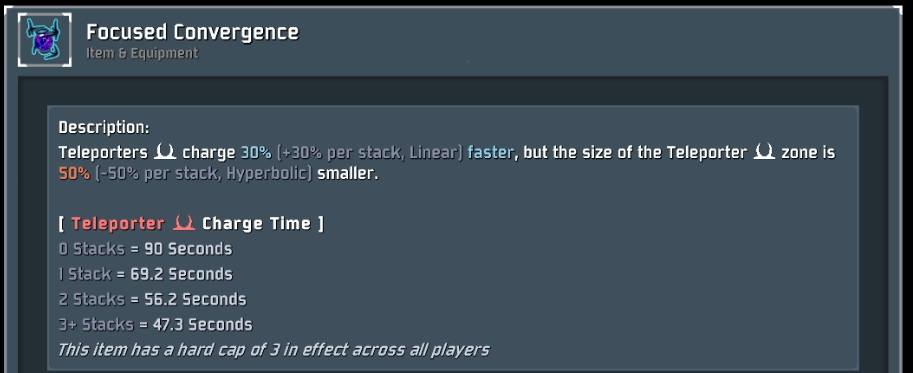 Focused Convergence
Item & Equipment
Description:
Teleporters charge 30% (+30% per stack, Linear) faster, but the size of the Teleporter zone is
50% (-50% per stack, Hyperbolic) smaller.
[ Teleporter Charge Time ]
0 Stacks = 90 Seconds
1 Stack = 69.2 Seconds
2 Stacks = 56.2 Seconds
3+ Stacks = 47.3 Seconds
This item has a hard cap of 3 in effect across all players